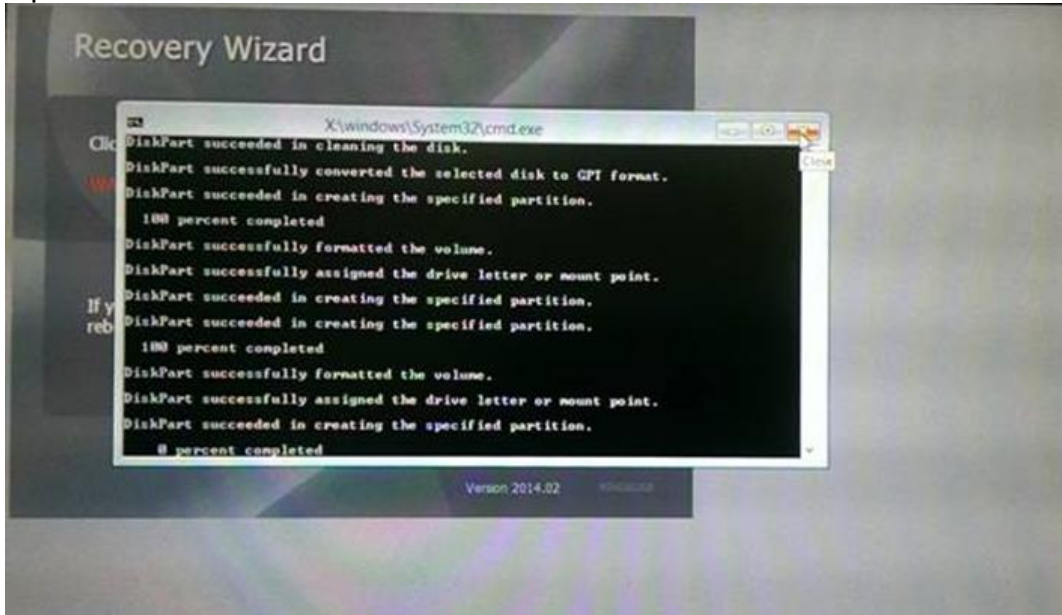 Recovery Wizard
X:\windows\System32\cmd.exe
Close
DiskPart succeeded in cleaning the disk.
DiskPart successfully converted the selected disk to GPT format.
DiskPart succeeded in creating the specified partition.
100 percent completed
DiskPart successfully formatted the volume.
DiskPart successfully assigned the drive letter or mount point.
DiskPart succeeded in creating the specified partition.
If y
DiskPart succeeded in creating the specified partition.
reb
100 percent completed
DiskPart successfully formatted the volume.
DiskPart successfully assigned the drive letter or mount point.
DiskPart succeeded in creating the specified partition.
0 percent completed
Version 2014.02